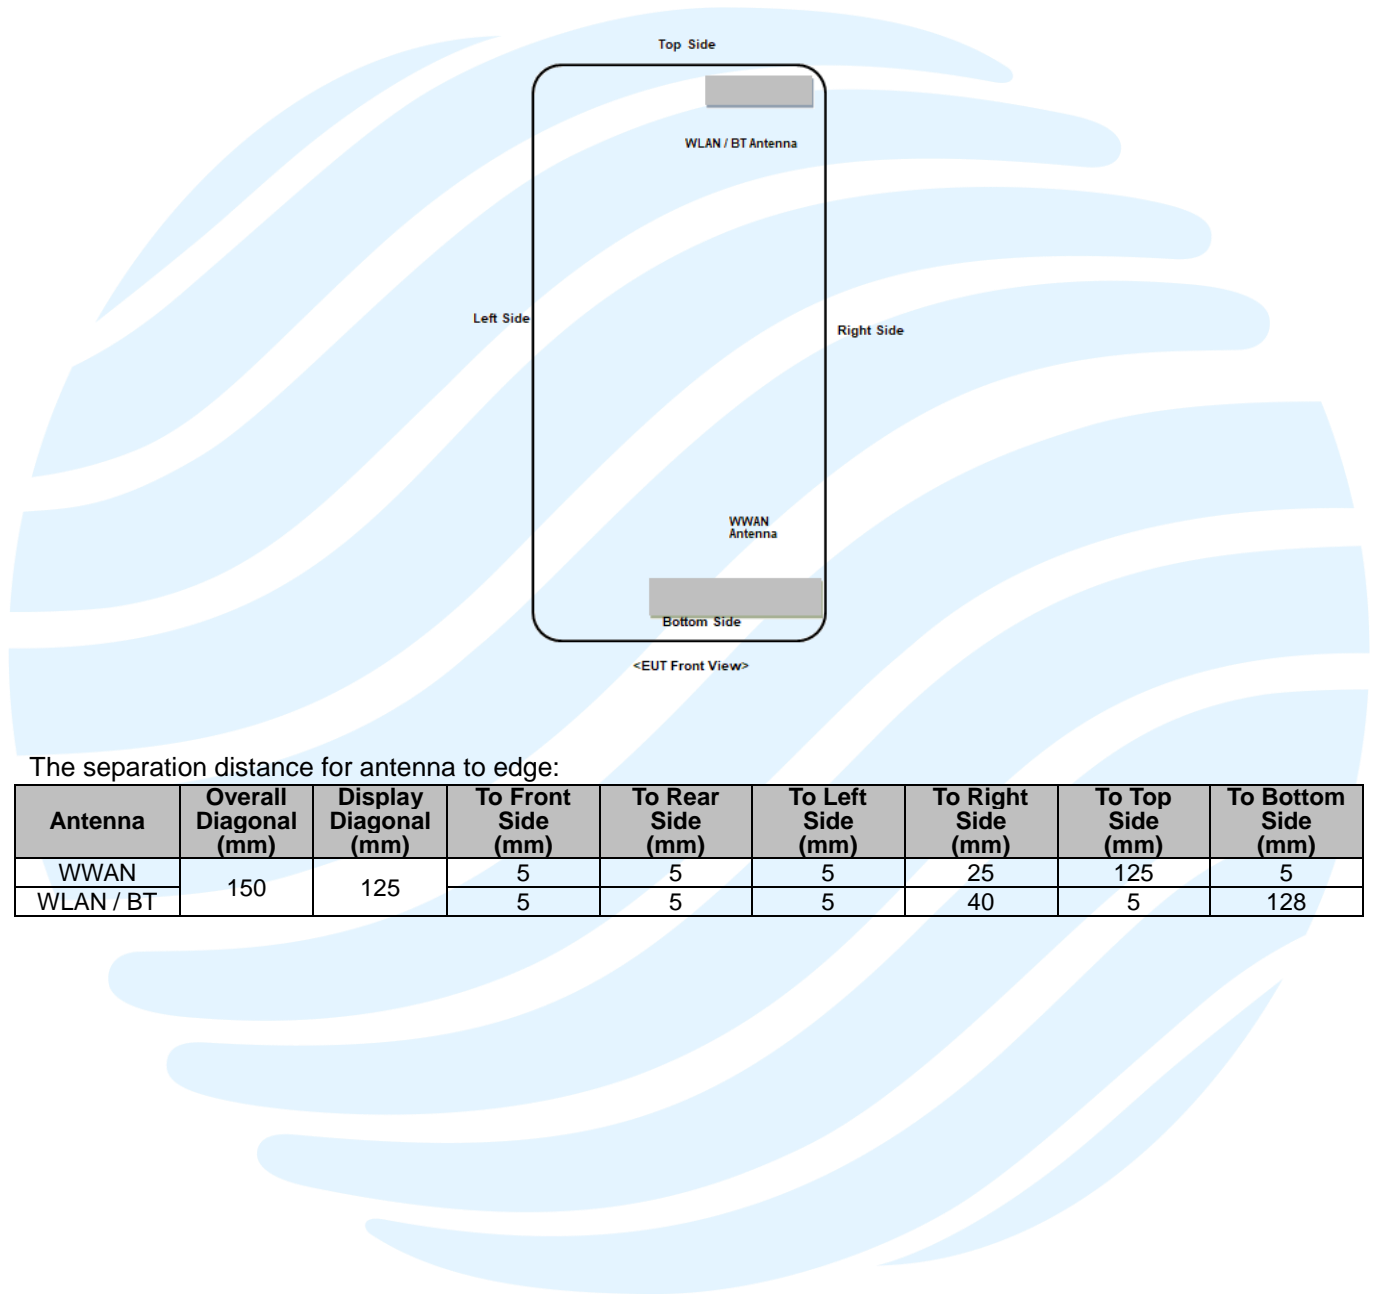 Top Side
WLAN / BT Antenna
Left Side
Right Side
WWAN
Antenna
Bottom Side
<EUT Front View>
The separation distance for antenna to edge:
Antenna Overall Diagonal (mm) Display Diagonal (mm) To Front Side (mm) To Rear Side (mm) To Left Side (mm) To Right Side (mm) To Top Side (mm) To Bottom Side (mm)
WWAN 150 125 5 5 5 25 125 5
WLAN / BT 5 5 5 40 5 128